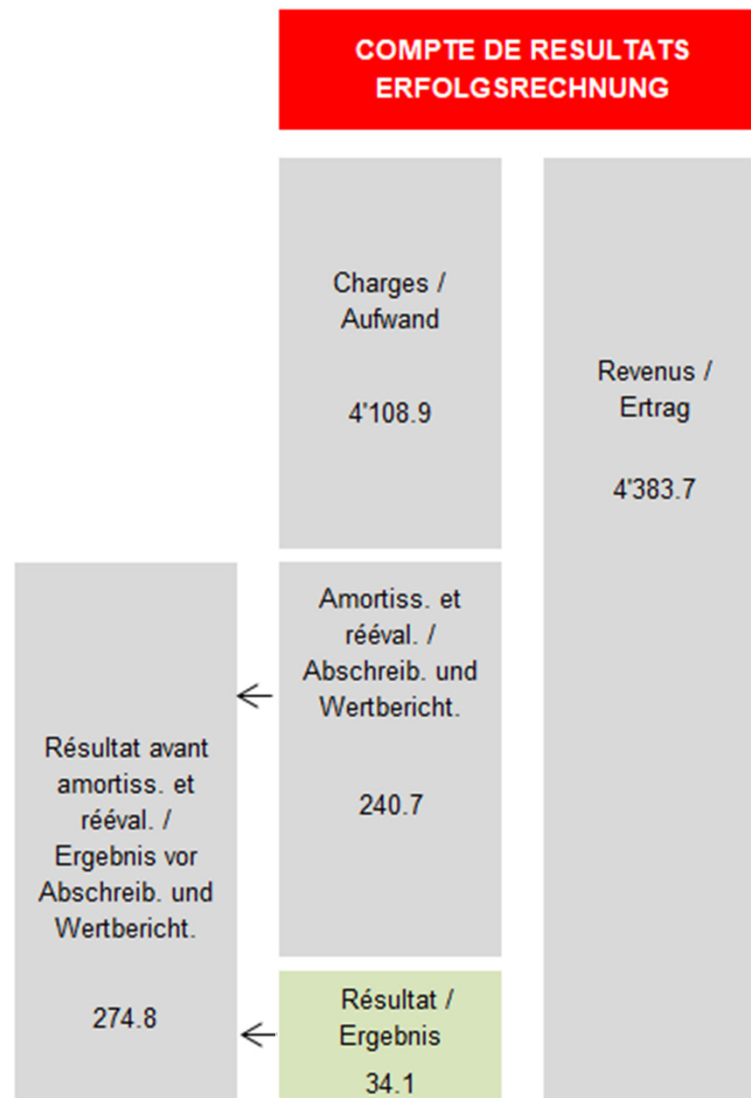 COMPTE DE RESULTATS
ERFOLGSRECHNUNG
Charges /
Aufwand
4'108.9
Revenus /
Ertrag
4'383.7
Amortiss. et
rééval. /
Abschreib. und
Wertbericht.
240.7
Résultat avant
amortiss. et
rééval. /
Ergebnis vor
Abschreib. und
Wertbericht.
274.8
Résultat /
Ergebnis
34.1